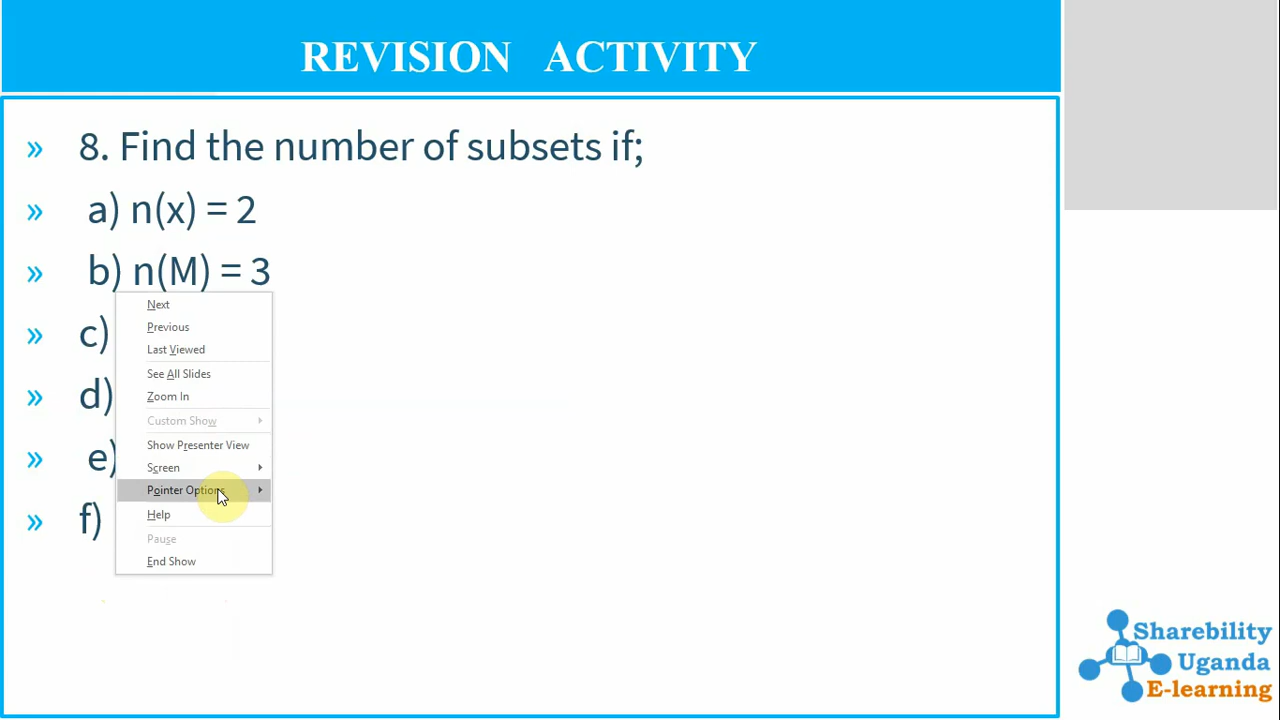 REVISION ACTIVITY
» 8. Find the number of subsets if;
» a) n(x) = 2
» b) n(M) = 3
» c)
» d)
» e)
» f)
Next
Previous
Last Viewed
See All Slides
Zoom In
Custom Show
Show Presenter View
Screen
Pointer Options
Help
Pause
End Show
Sharebility
Uganda
E-learning